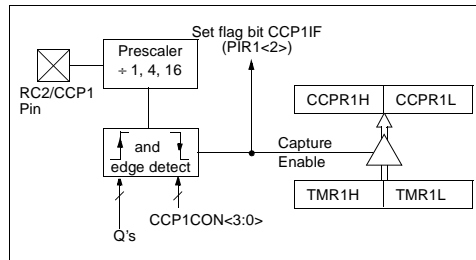 Set flag bit CCP1IF
(PIR1<2>)
Prescaler
÷ 1, 4, 16
RC2/CCP1
Pin
CCPR1H CCPR1L
and
edge detect
Capture
Enable
TMR1H TMR1L
CCP1CON<3:0>
Q's